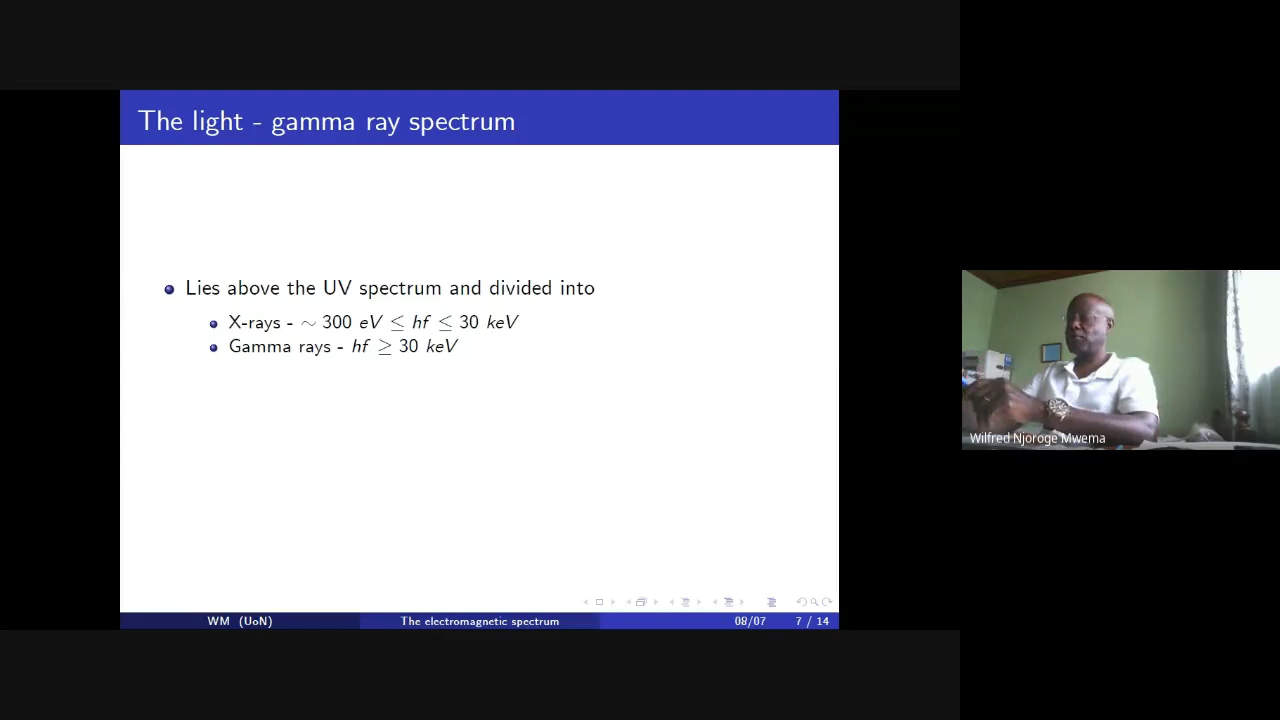 The light - gamma ray spectrum
Lies above the UV spectrum and divided into
X-rays - ∼ 300 eV ≤ hf ≤ 30 keV
Gamma rays - hf ≥ 30 keV
WM (UoN) The electromagnetic spectrum 08/07 7 / 14
Wilfred Njoroge Mwema